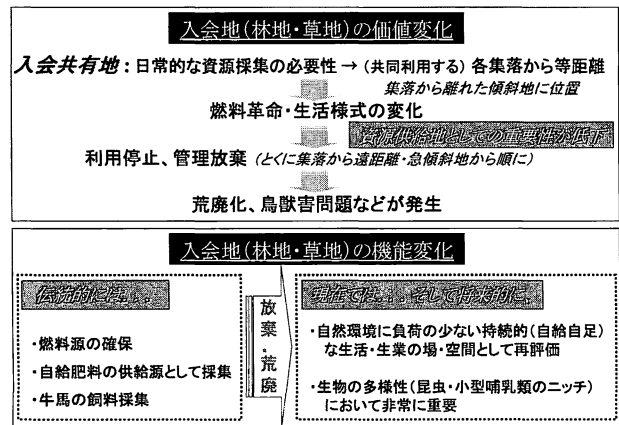 入会地(林地・草地)の価値変化
入会共有地:日常的な資源採集の必要性→(共同利用する)各集落から等距離
集落から離れた傾斜地に位置
燃料革命・生活様式の変化
資源供給地としての重要性が低下
利用停止、管理放棄(とくに集落から遠距離・急傾斜地から順に)
荒廃化、鳥獣害問題などが発生
入会地(林地・草地)の機能変化
伝統的には...
・燃料源の確保
・自給肥料の供給源として採集
・牛馬の飼料採集
放棄・荒廃
現在では...そして将来的に、
・自然環境に負荷の少ない持続的(自給自足)
な生活・生業の場・空間として再評価
・生物の多様性(昆虫・小型哺乳類のニッチ)
において非常に重要